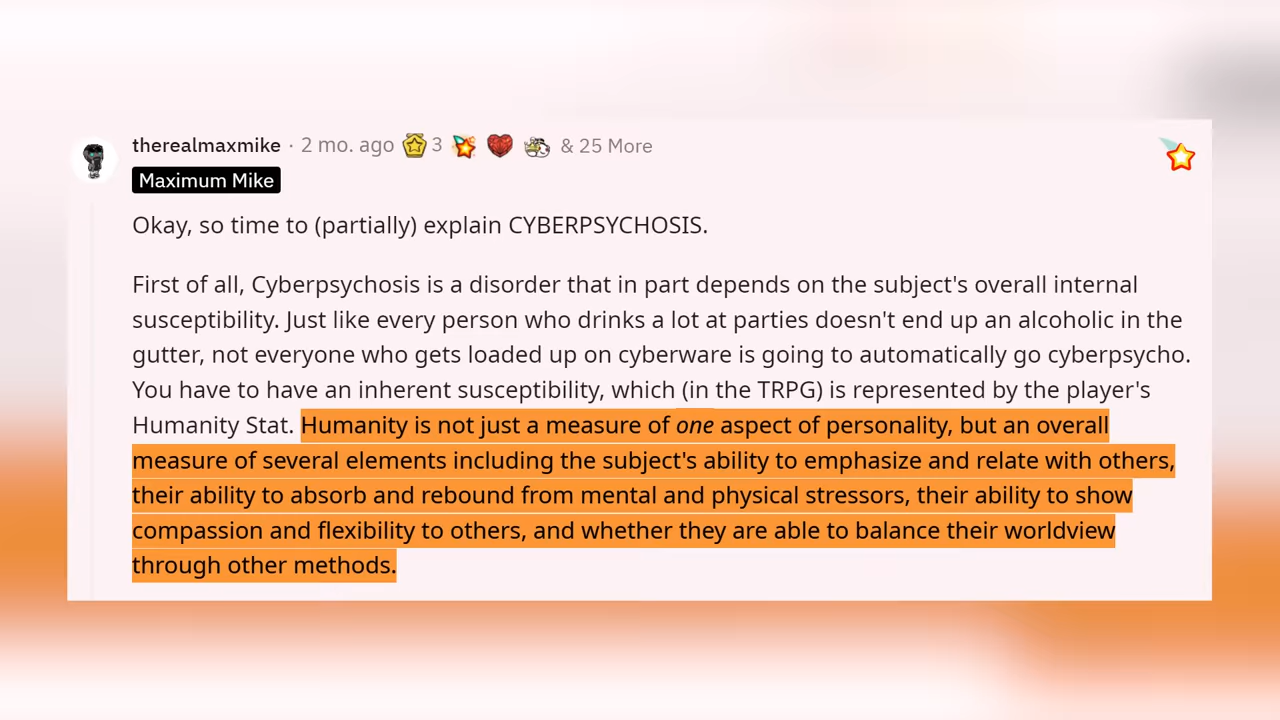 therealmaxmike · 2 mo. ago 3 & 25 More
Maximum Mike
Okay, so time to (partially) explain CYBERPSYCHOSIS.
First of all, Cyberpsychosis is a disorder that in part depends on the subject's overall internal
susceptibility. Just like every person who drinks a lot at parties doesn't end up an alcoholic in the
gutter, not everyone who gets loaded up on cyberware is going to automatically go cyberpsycho.
You have to have an inherent susceptibility, which (in the TRPG) is represented by the player's
Humanity Stat. Humanity is not just a measure of one aspect of personality, but an overall
measure of several elements including the subject's ability to emphasize and relate with others,
their ability to absorb and rebound from mental and physical stressors, their ability to show
compassion and flexibility to others, and whether they are able to balance their worldview
through other methods.